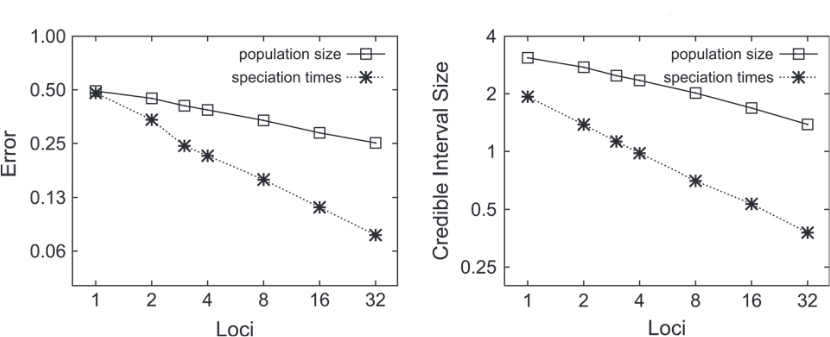 1.00
0.50
0.25
0.13
0.06
Error
population size
speciation times
1 2 4 8 16 32
Loci
4
2
1
0.5
0.25
Credible Interval Size
population size
speciation times
1 2 4 8 16 32
Loci